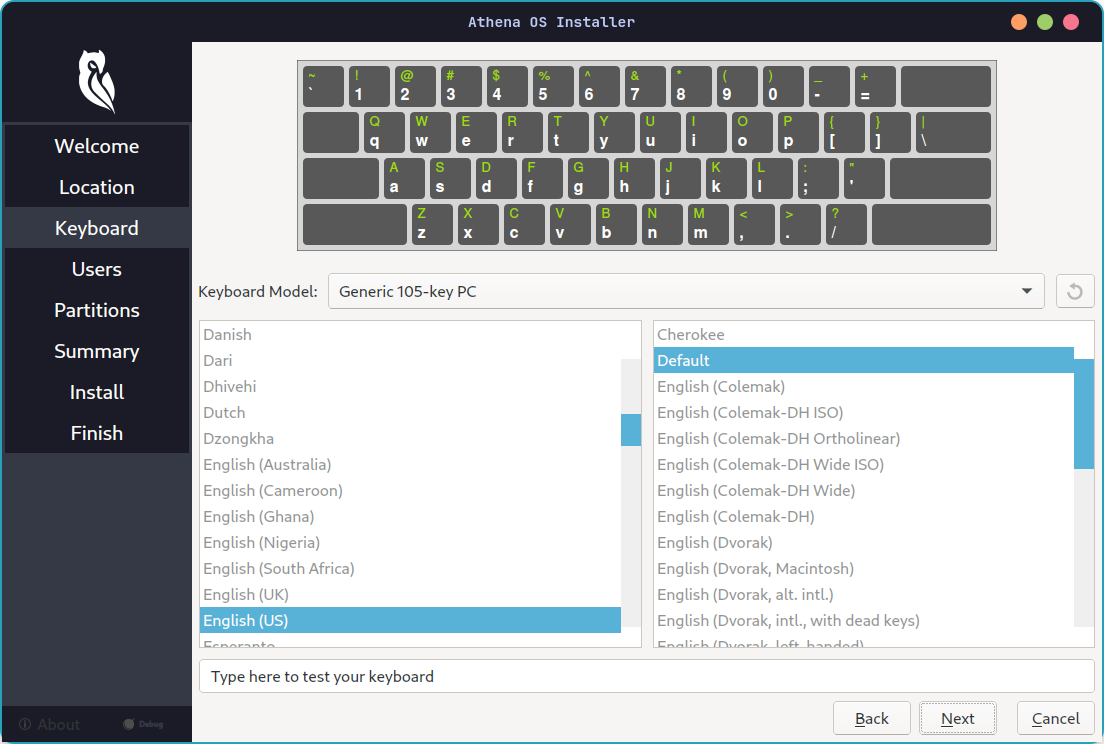 Athena OS Installer
~ ! @ # $ % ^ & * ( ) _ +
` 1 2 3 4 5 6 7 8 9 0 - =
Q W E R T Y U I O P { } |
q w e r t y u i o p [ ] \
A S D F G H J K L : "
a s d f g h j k l ; '
Z X C V B N M < > ?
z x c v b n m , . /
Welcome
Location
Keyboard
Users
Partitions
Summary
Install
Finish
Keyboard Model: Generic 105-key PC
Danish
Dari
Dhivehi
Dutch
Dzongkha
English (Australia)
English (Cameroon)
English (Ghana)
English (Nigeria)
English (South Africa)
English (UK)
English (US)
Esperanto
Cherokee
Default
English (Colemak)
English (Colemak-DH ISO)
English (Colemak-DH Ortholinear)
English (Colemak-DH Wide ISO)
English (Colemak-DH Wide)
English (Colemak-DH)
English (Dvorak)
English (Dvorak, Macintosh)
English (Dvorak, alt. intl.)
English (Dvorak, intl., with dead keys)
English (Dvorak, left-handed)
Type here to test your keyboard
About Debug
Back Next Cancel